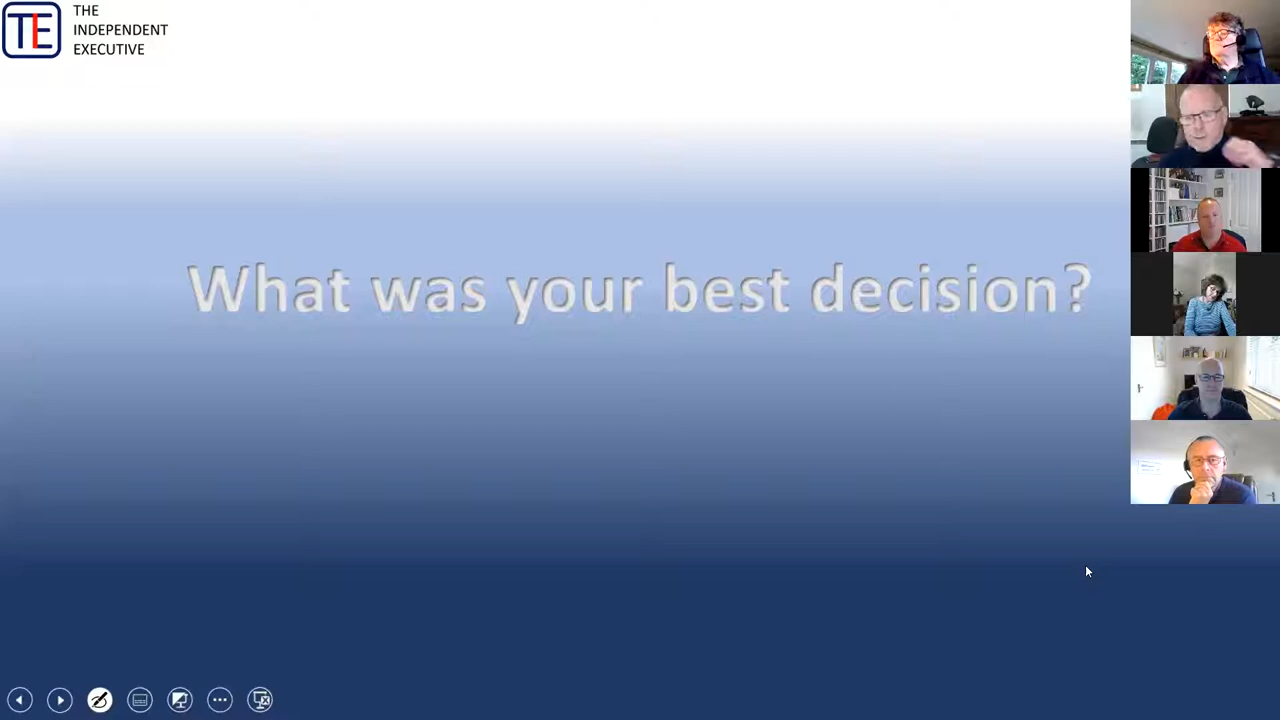 TE
THE
INDEPENDENT
EXECUTIVE
What was your best decision?